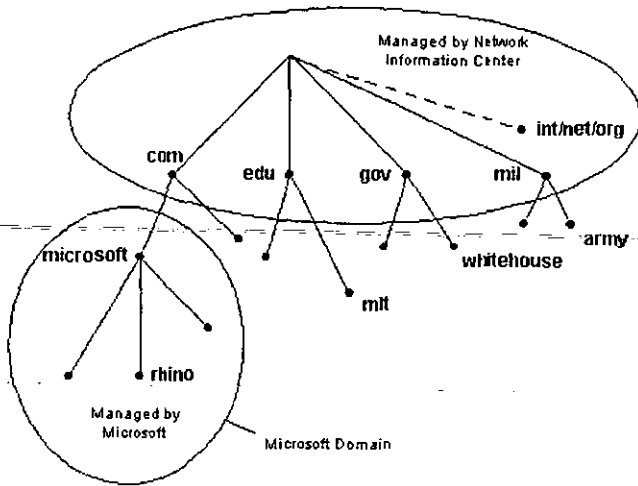 Managed by Network
Information Center
int/net/org
com
edu
gov
mil
army
microsoft
whitehouse
mit
rhino
Managed by
Microsoft
Microsoft Domain